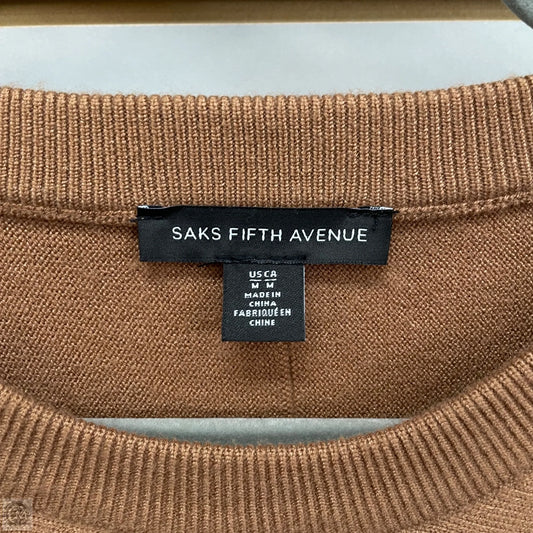 SAKS FIFTH AVENUE
US CA
M M
MADE IN
CHINA
FABRIQUÉ EN
CHINE